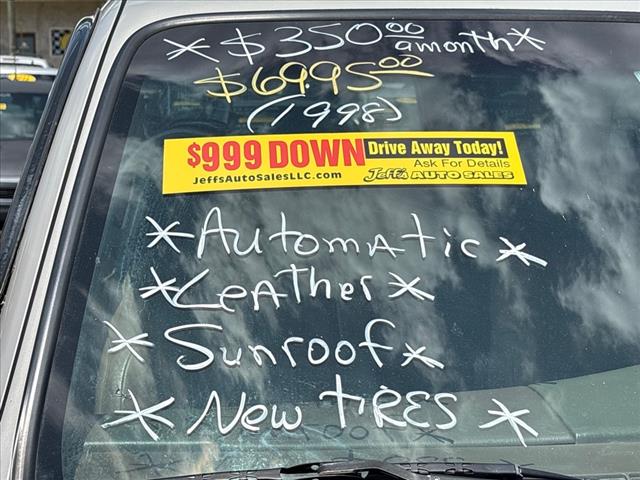 * $350.00 a month *
$6995.00
(1998)
$999 DOWN Drive Away Today!
Ask For Details
JeffsAutoSalesLLC.com Jeff's AUTO SALES
* Automatic *
* Leather *
* Sunroof *
* New TIRES *